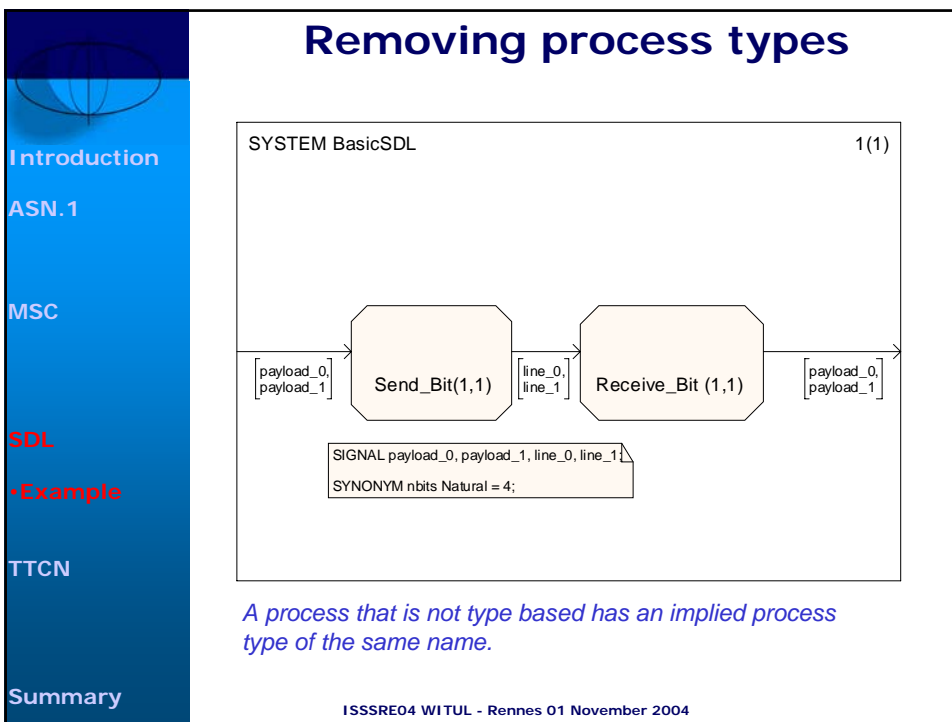 Removing process types
Introduction
ASN.1
MSC
SDL
•Example
TTCN
Summary
SYSTEM BasicSDL
1(1)
payload_0,
payload_1
Send_Bit(1,1)
line_0,
line_1
Receive_Bit (1,1)
payload_0,
payload_1
SIGNAL payload_0, payload_1, line_0, line_1;
SYNONYM nbits Natural = 4;
A process that is not type based has an implied process
type of the same name.
ISSSRE04 WITUL - Rennes 01 November 2004